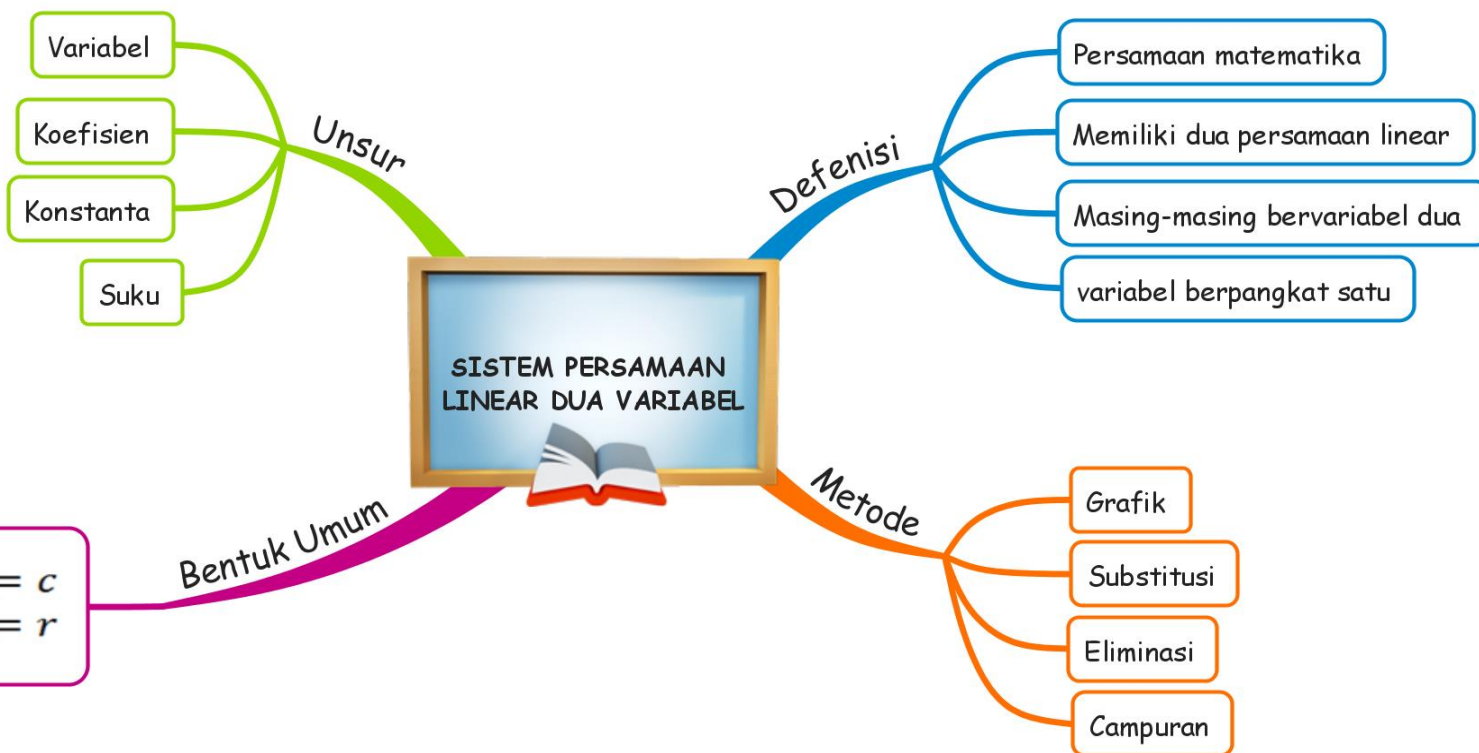 SISTEM PERSAMAAN
LINEAR DUA VARIABEL
Unsur
Variabel
Koefisien
Konstanta
Suku
Defenisi
Persamaan matematika
Memiliki dua persamaan linear
Masing-masing bervariabel dua
variabel berpangkat satu
Bentuk Umum
= c
= r
Metode
Grafik
Substitusi
Eliminasi
Campuran